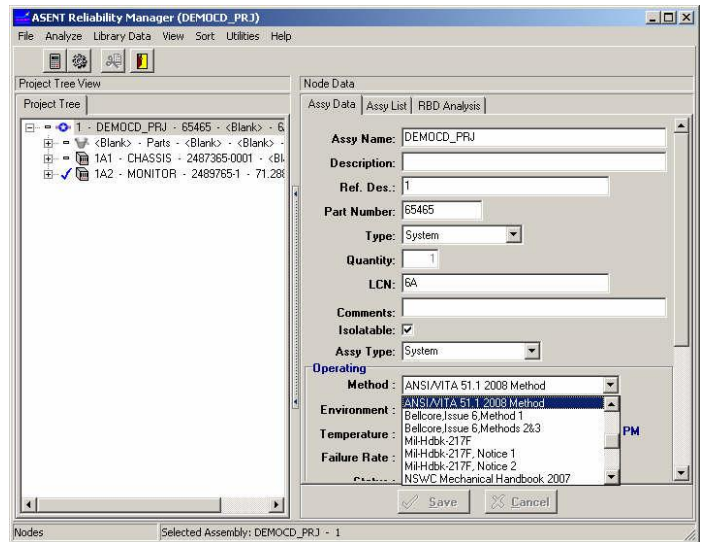 ASENT Reliability Manager (DEMOCD_PRJ)
File Analyze Library Data View Sort Utilities Help
Project Tree View
Project Tree
1 - DEMOCD_PRJ - 65465 - <Blank> - 6
<Blank> - Parts - <Blank> - <Blank> -
1A1 - CHASSIS - 2487365-0001 - <Bl
1A2 - MONITOR - 2489765-1 - 71.288
Node Data
Assy Data Assy List RBD Analysis
Assy Name: DEMOCD_PRJ
Description:
Ref. Des.: 1
Part Number: 65465
Type: System
Quantity: 1
LCN: 6A
Comments:
Isolatable:
Assy Type: System
Operating
Method : ANSI/VITA 51.1 2008 Method
Environment :
Temperature :
Failure Rate :
ANSI/VITA 51.1 2008 Method
Bellcore,Issue 6,Method 1
Bellcore,Issue 6,Methods 2&3
Mil-Hdbk-217F
Mil-Hdbk-217F, Notice 1
Mil-Hdbk-217F, Notice 2
NSWC Mechanical Handbook 2007
PM
Save Cancel
Nodes
Selected Assembly: DEMOCD_PRJ - 1